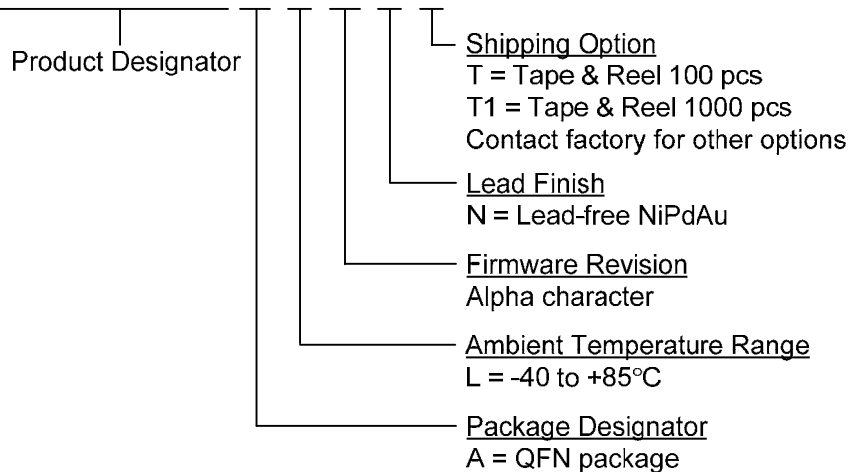 Product Designator
Shipping Option
T = Tape & Reel 100 pcs
T1 = Tape & Reel 1000 pcs
Contact factory for other options
Lead Finish
N = Lead-free NiPdAu
Firmware Revision
Alpha character
Ambient Temperature Range
L = -40 to +85°C
Package Designator
A = QFN package